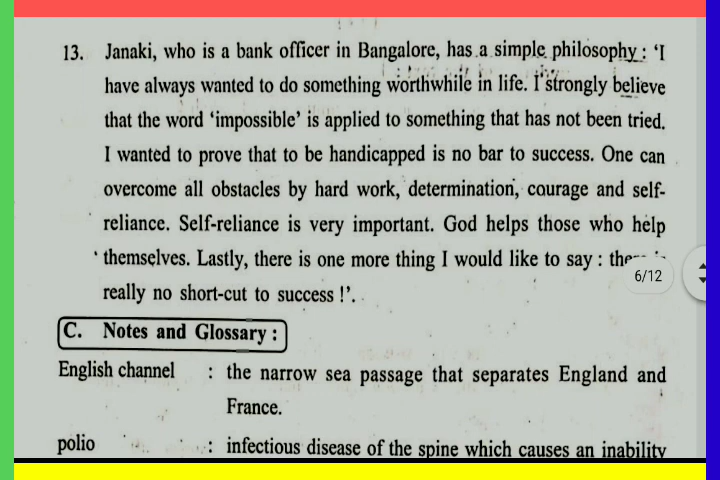 13. Janaki, who is a bank officer in Bangalore, has a simple philosophy : ‘I
have always wanted to do something worthwhile in life. I strongly believe
that the word ‘impossible’ is applied to something that has not been tried.
I wanted to prove that to be handicapped is no bar to success. One can
overcome all obstacles by hard work, determination, courage and self-
reliance. Self-reliance is very important. God helps those who help
themselves. Lastly, there is one more thing I would like to say :
6/12
really no short-cut to success !’.
C. Notes and Glossary :
English channel : the narrow sea passage that separates England and
France.
polio : infectious disease of the spine which causes an inability